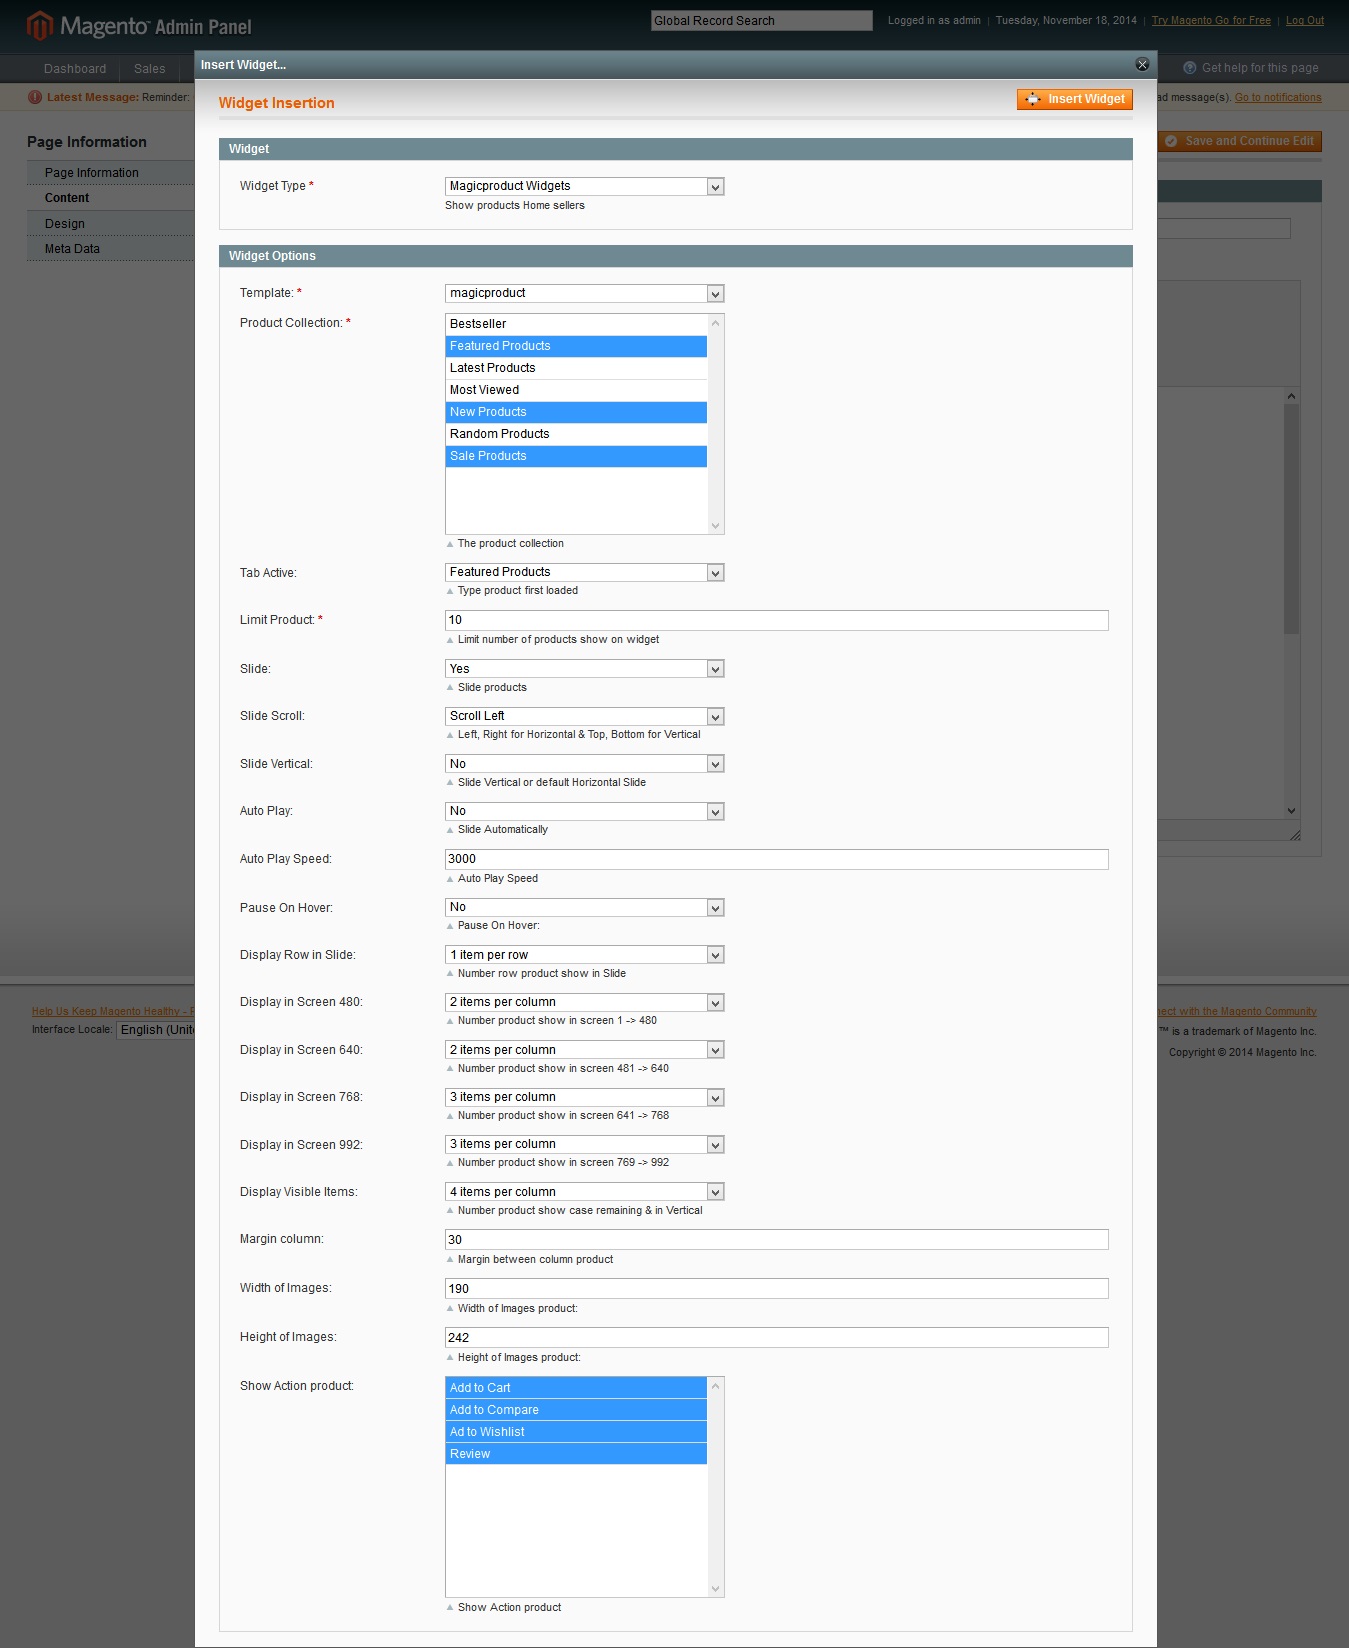 Magento Admin Panel
Global Record Search
Logged in as admin | Tuesday, November 18, 2014 | Try Magento Go for Free | Log Out
Dashboard
Sales
Get help for this page
Insert Widget...
Latest Message: Reminder:
ad message(s). Go to notifications
Widget Insertion
Insert Widget
Page Information
Page Information
Content
Design
Meta Data
Save and Continue Edit
Widget
Widget Type *
Magicproduct Widgets
Show products Home sellers
Widget Options
Template: *
magicproduct
Product Collection: *
Bestseller
Featured Products
Latest Products
Most Viewed
New Products
Random Products
Sale Products
The product collection
Tab Active:
Featured Products
Type product first loaded
Limit Product: *
10
Limit number of products show on widget
Slide:
Yes
Slide products
Slide Scroll:
Scroll Left
Left, Right for Horizontal & Top, Bottom for Vertical
Slide Vertical:
No
Slide Vertical or default Horizontal Slide
Auto Play:
No
Slide Automatically
Auto Play Speed:
3000
Auto Play Speed
Pause On Hover:
No
Pause On Hover:
Display Row in Slide:
1 item per row
Number row product show in Slide
Display in Screen 480:
2 items per column
Number product show in screen 1 -> 480
Display in Screen 640:
2 items per column
Number product show in screen 481 -> 640
Display in Screen 768:
3 items per column
Number product show in screen 641 -> 768
Display in Screen 992:
3 items per column
Number product show in screen 769 -> 992
Display Visible Items:
4 items per column
Number product show case remaining & in Vertical
Margin column:
30
Margin between column product
Width of Images:
190
Width of Images product:
Height of Images:
242
Height of Images product:
Show Action product:
Add to Cart
Add to Compare
Ad to Wishlist
Review
Show Action product
Help Us Keep Magento Healthy -
Interface Locale: English (Unit
nect with the Magento Community
™ is a trademark of Magento Inc.
Copyright © 2014 Magento Inc.